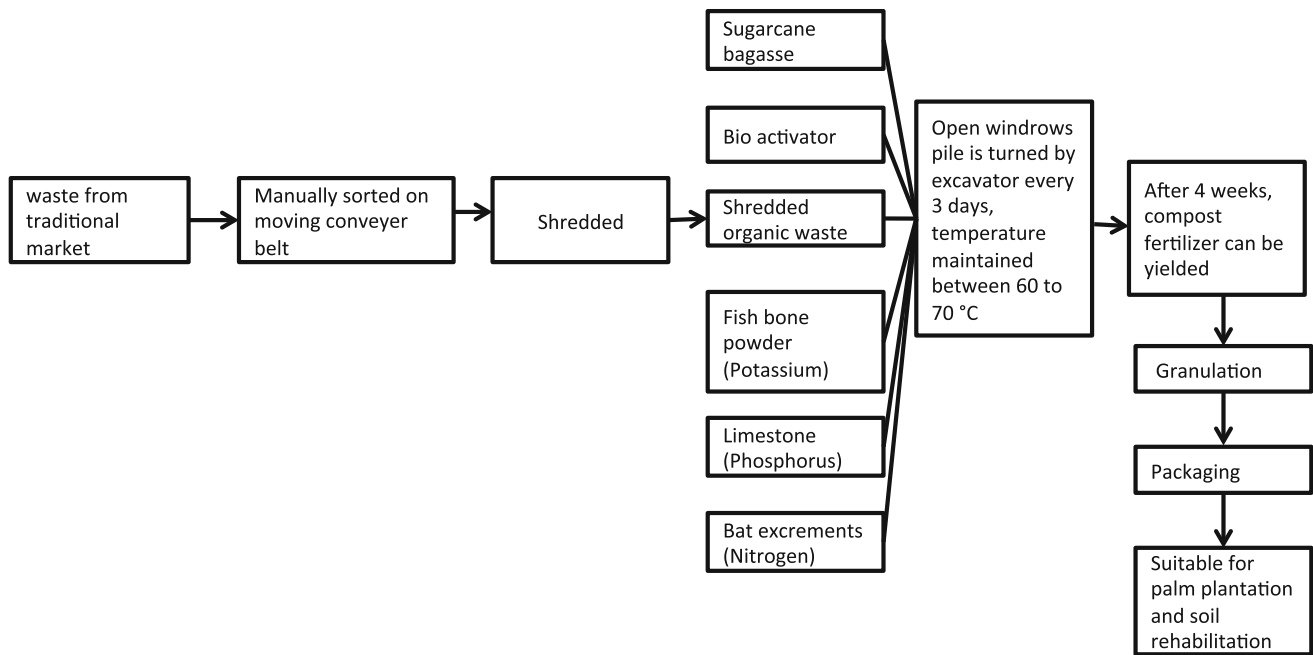 waste from
traditional
market
Manually sorted on
moving conveyer
belt
Shredded
Sugarcane
bagasse
Bio activator
Shredded
organic waste
Fish bone
powder
(Potassium)
Limestone
(Phosphorus)
Bat excrements
(Nitrogen)
Open windrows
pile is turned by
excavator every
3 days,
temperature
maintained
between 60 to
70 °C
After 4 weeks,
compost
fertilizer can be
yielded
Granulation
Packaging
Suitable for
palm plantation
and soil
rehabilitation